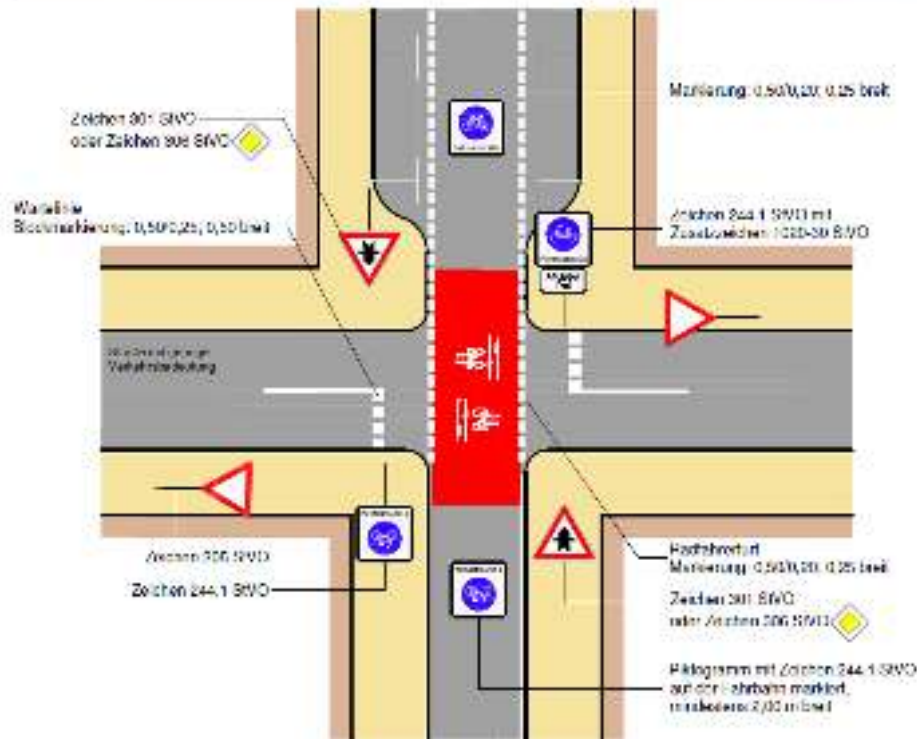 Markierung: 0,50/0,20; 0,25 breit
Zeichen 301 StVO
oder Zeichen 306 StVO
Wartelinie
Blockmarkierung: 0,50/0,25; 0,50 breit
Zeichen 244.1 StVO mit
Zusatzzeichen 1020-30 StVO
Verkehrsbedeutung
Zeichen 205 StVO
Zeichen 244.1 StVO
Radfahrerfurt
Markierung: 0,50/0,20; 0,25 breit
Zeichen 301 StVO
oder Zeichen 306 StVO
Piktogramm mit Zeichen 244.1 StVO
auf der Fahrbahn markiert,
mindestens 2,00 m breit